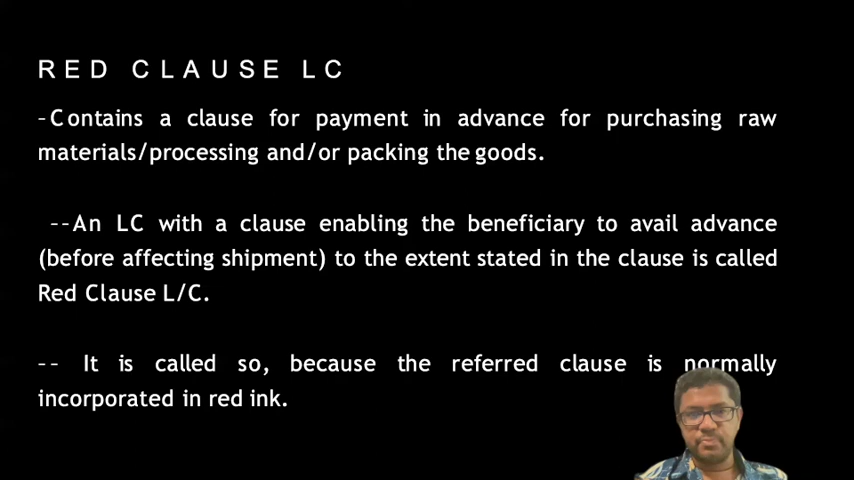 RED CLAUSE LC
-Contains a clause for payment in advance for purchasing raw
materials/processing and/or packing the goods.
--An LC with a clause enabling the beneficiary to avail advance
(before affecting shipment) to the extent stated in the clause is called
Red Clause L/C.
-- It is called so, because the referred clause is normally
incorporated in red ink.